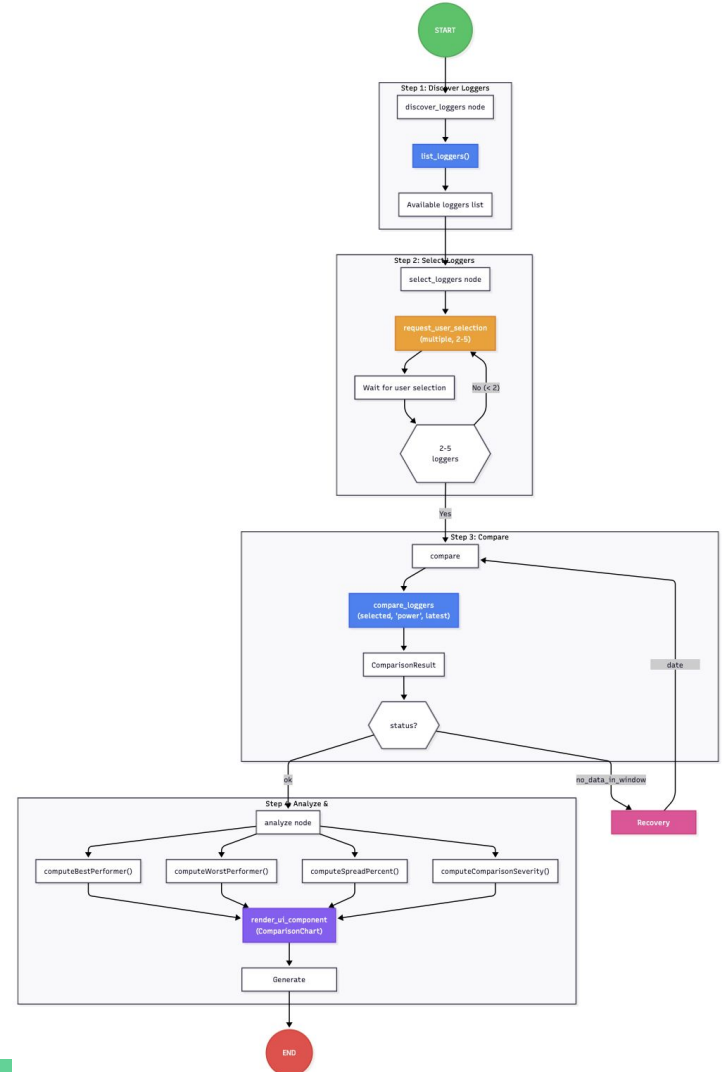 START
Step 1: Discover Loggers
discover_loggers node
list_loggers()
Available loggers list
Step 2: Select Loggers
select_loggers node
request_user_selection
(multiple, 2-5)
Wait for user selection
No (< 2)
2-5
loggers
Yes
Step 3: Compare
compare
compare_loggers
(selected, 'power', latest)
ComparisonResult
date
status?
ok
no_data_in_window
Recovery
Step 4: Analyze &
analyze node
computeBestPerformer()
computeWorstPerformer()
computeSpreadPercent()
computeComparisonSeverity()
render_ui_component
(ComparisonChart)
Generate
END